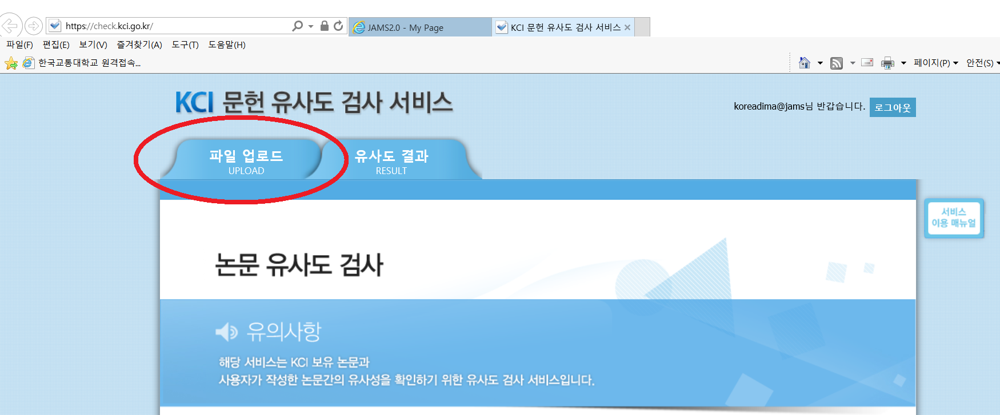 https://check.kci.go.kr/
JAMS2.0 - My Page
KCI 문헌 유사도 검사 서비스
파일(F) 편집(E) 보기(V) 즐겨찾기(A) 도구(T) 도움말(H)
한국교통대학교 원격접속...
페이지(P) 안전(S)
KCI 문헌 유사도 검사 서비스
koreadima@jams님 반갑습니다. 로그아웃
파일 업로드
UPLOAD
유사도 결과
RESULT
서비스
이용 매뉴얼
논문 유사도 검사
유의사항
해당 서비스는 KCI 보유 논문과
사용자가 작성한 논문간의 유사성을 확인하기 위한 유사도 검사 서비스입니다.